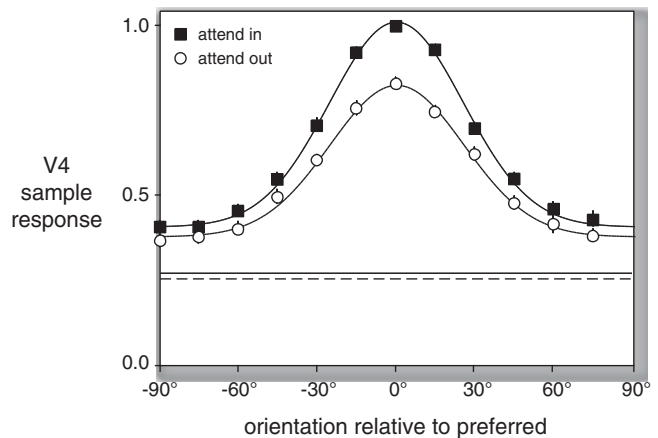 1.0
attend in
attend out
V4
sample
response
0.5
0.0
-90° -60° -30° 0° 30° 60° 90°
orientation relative to preferred